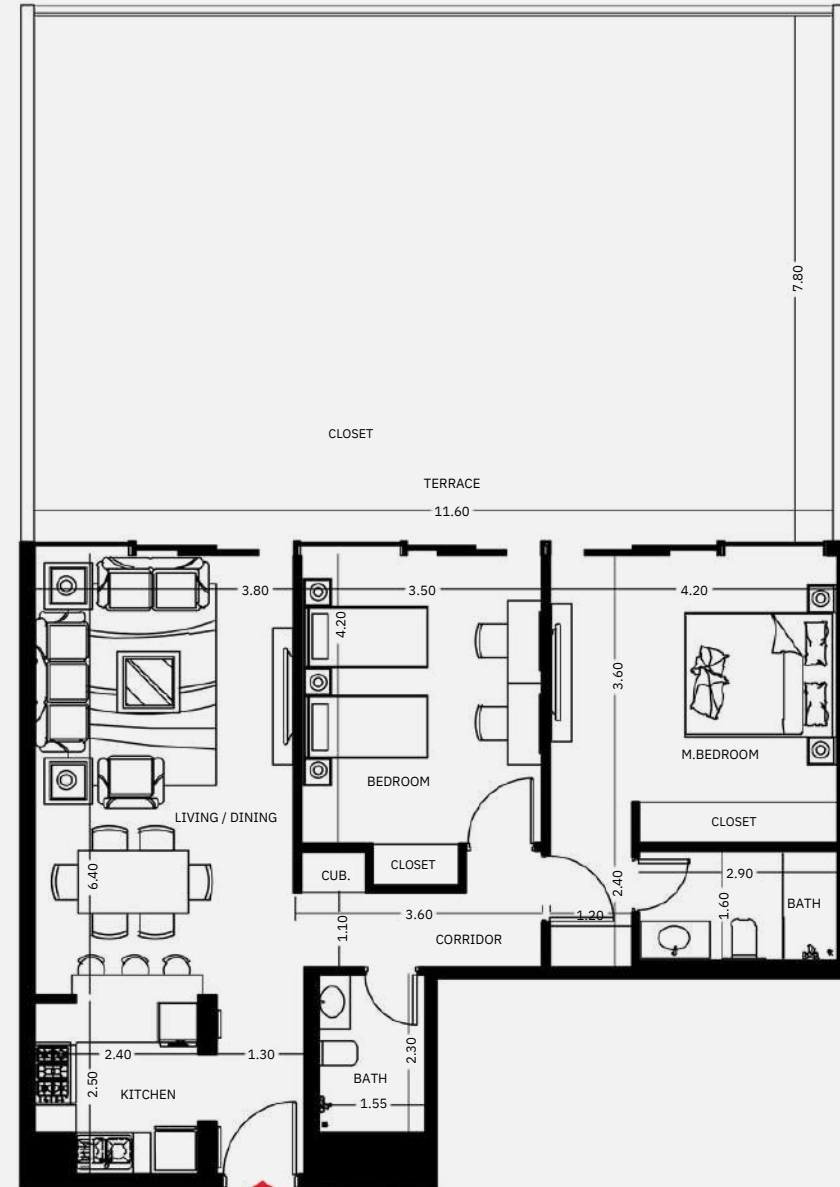 7.80
CLOSET
TERRACE
11.60
3.80
3.50
4.20
4.20
3.60
M.BEDROOM
BEDROOM
LIVING / DINING
CLOSET
CLOSET
CUB.
6.40
2.90
2.40
1.60
BATH
3.60
1.20
1.10
CORRIDOR
2.30
2.40
1.30
BATH
2.50
KITCHEN
1.55